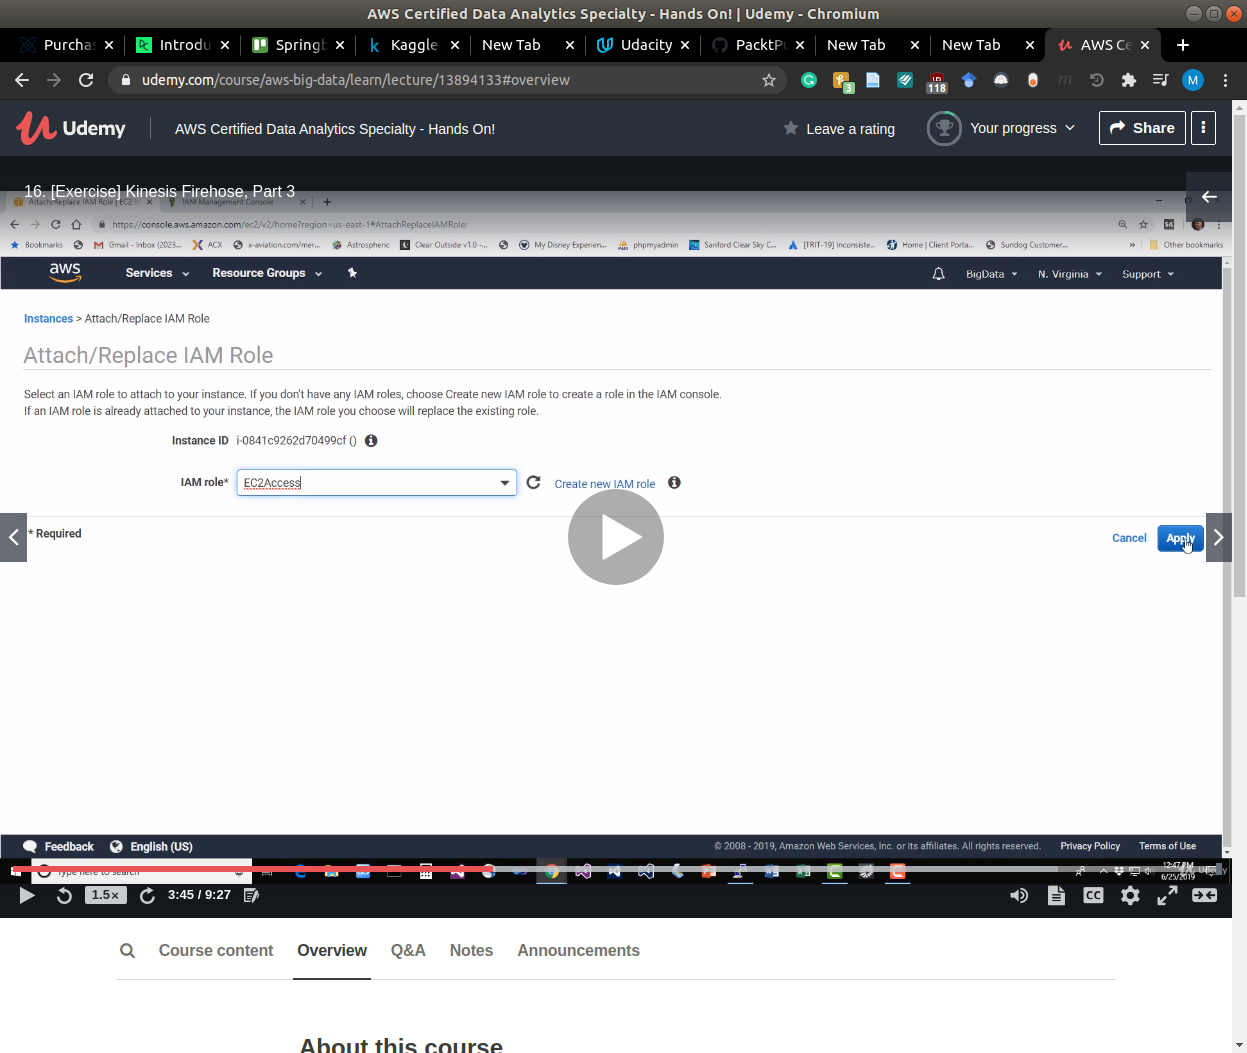 AWS Certified Data Analytics Specialty - Hands On! | Udemy - Chromium
Purchas Introdu Springb Kaggle New Tab Udacity PacktPu New Tab New Tab AWS Ce
udemy.com/course/aws-big-data/learn/lecture/13894133#overview
3 118 M
Udemy AWS Certified Data Analytics Specialty - Hands On! Leave a rating Your progress Share
16. [Exercise] Kinesis Firehose, Part 3
Attach/Replace IAM Role | EC2 IAM Management Console
https://console.aws.amazon.com/ec2/v2/home?region=us-east-1#AttachReplaceIAMRole:
Bookmarks Gmail - Inbox (2023... ACX x-aviation.com/mer... Astrospheric Clear Outside v1.0 -... My Disney Experien... phpmyadmin Sanford Clear Sky C... [TRIT-19] Inconsiste... Home | Client Porta... Sundog Customer... » Other bookmarks
aws Services Resource Groups BigData N. Virginia Support
Instances > Attach/Replace IAM Role
Attach/Replace IAM Role
Select an IAM role to attach to your instance. If you don't have any IAM roles, choose Create new IAM role to create a role in the IAM console.
If an IAM role is already attached to your instance, the IAM role you choose will replace the existing role.
Instance ID i-0841c9262d70499cf ()
IAM role* EC2Access Create new IAM role
* Required
Cancel Apply
Feedback English (US) © 2008 - 2019, Amazon Web Services, Inc. or its affiliates. All rights reserved. Privacy Policy Terms of Use
Type here to search 12:47 PM
6/25/2019
1.5× 3:45 / 9:27 CC
Course content Overview Q&A Notes Announcements
About this course